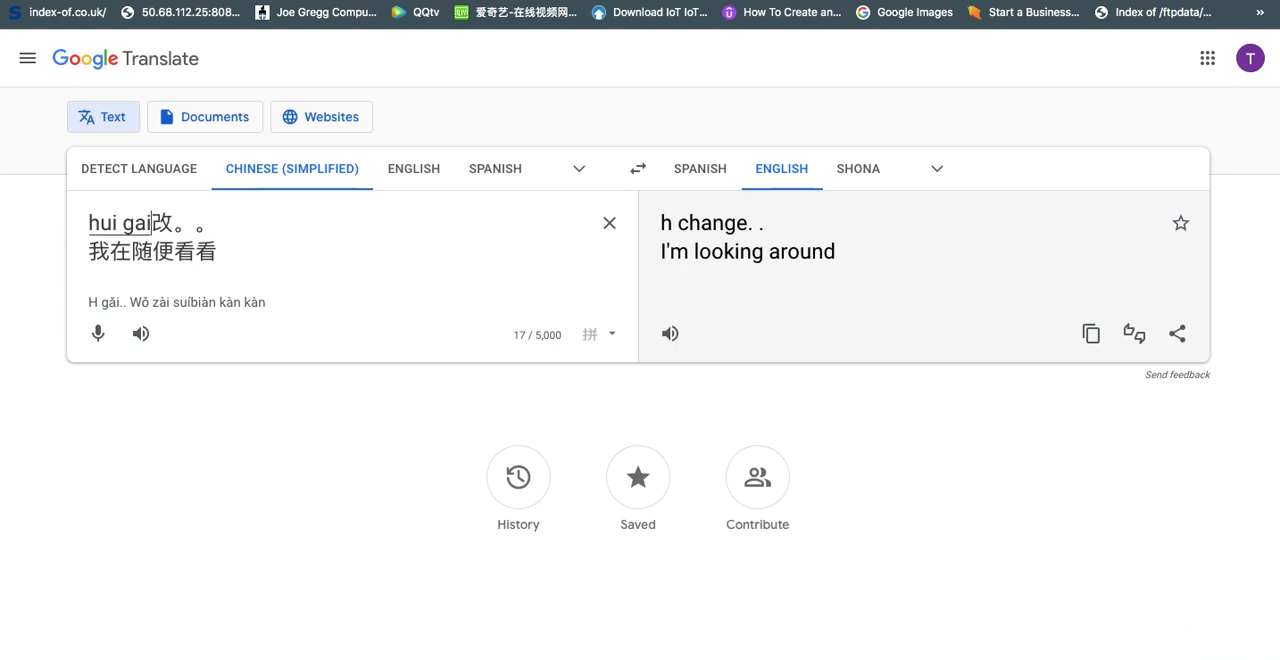 index-of.co.uk/ 50.68.112.25:808... Joe Gregg Compu... QQtv 爱奇艺-在线视频网... Download IoT IoT... How To Create an... Google Images Start a Business... Index of /ftpdata/... »
Google Translate T
Text Documents Websites
DETECT LANGUAGE CHINESE (SIMPLIFIED) ENGLISH SPANISH SPANISH ENGLISH SHONA
hui gai改。。
我在随便看看
H gǎi.. Wǒ zài suíbiàn kàn kàn
17 / 5,000 拼
h change. .
I'm looking around
Send feedback
History Saved Contribute